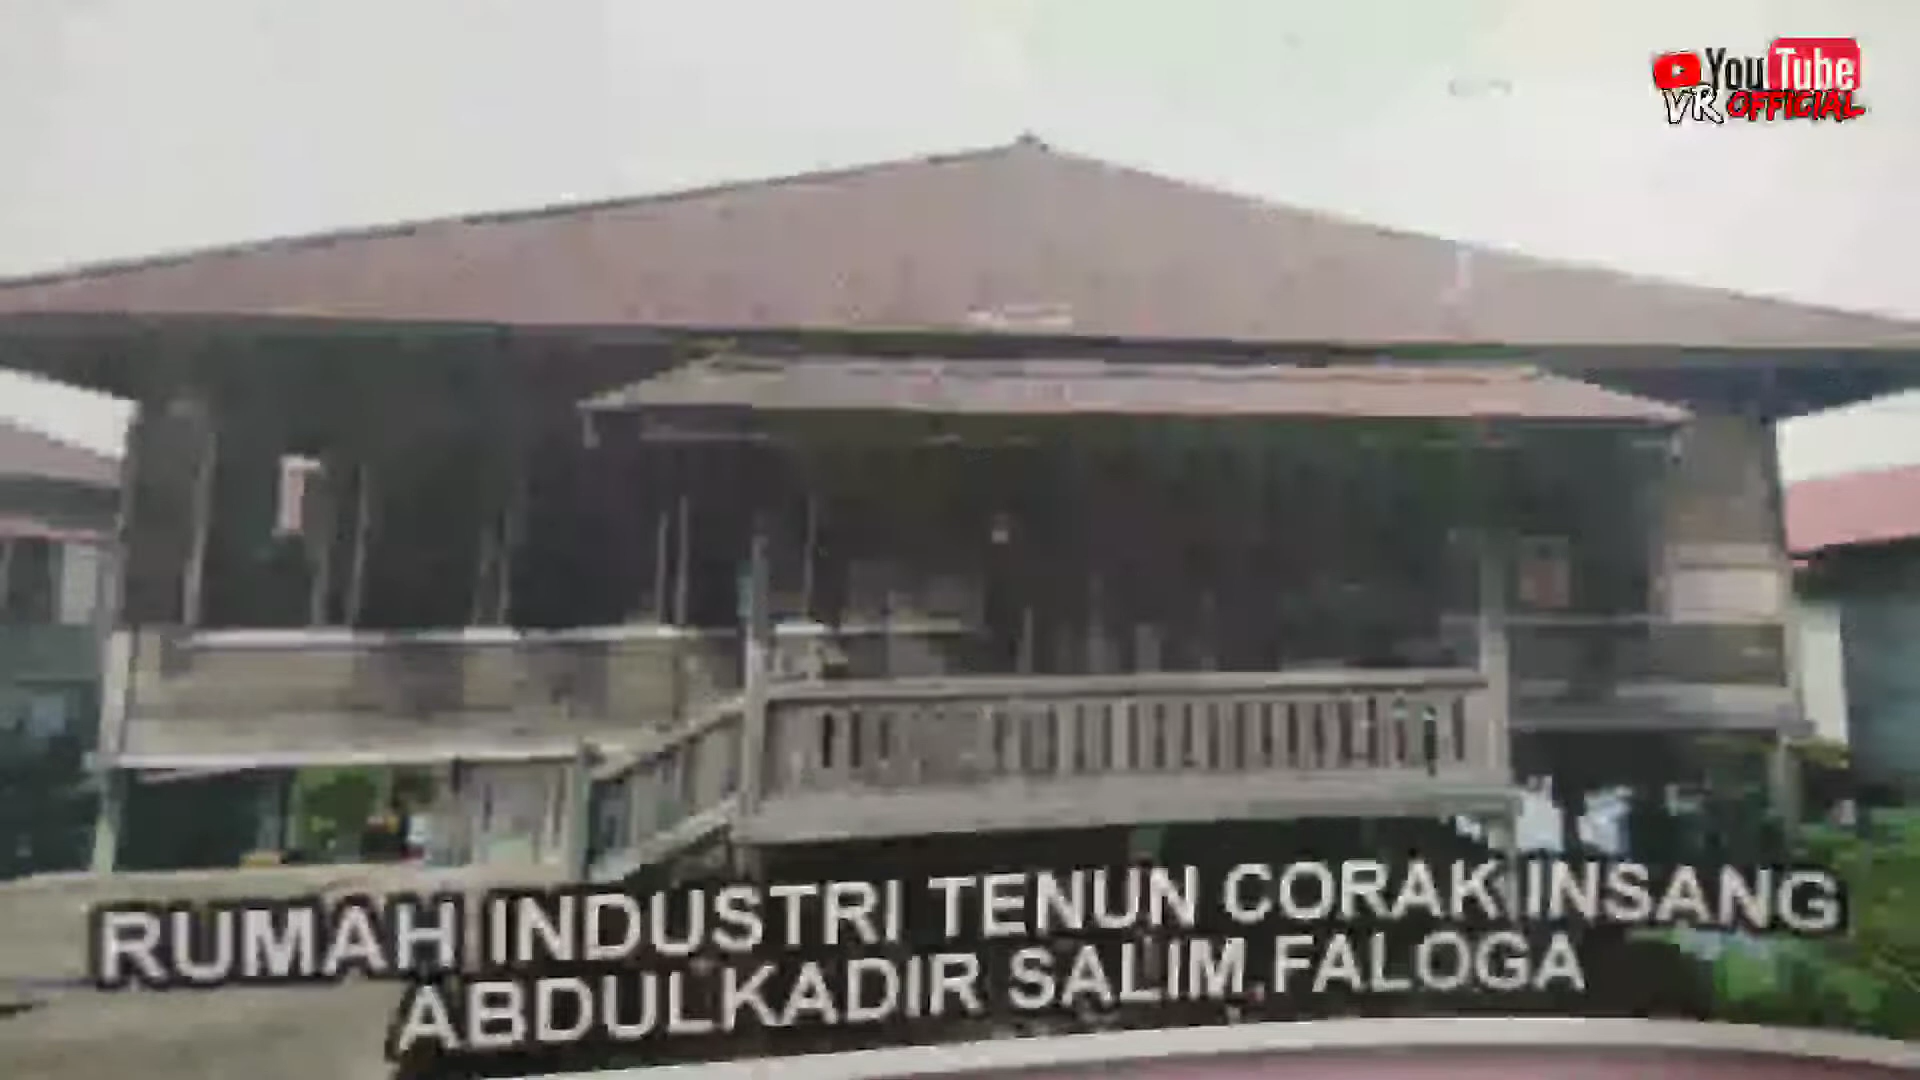 YouTube
VR OFFICIAL
RUMAH INDUSTRI TENUN CORAK INSANG
ABDULKADIR SALIM FALOGA